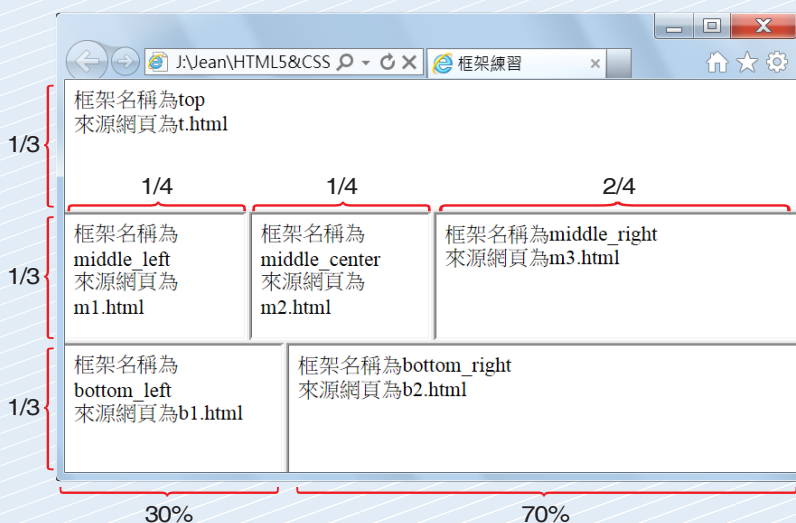 J:\Jean\HTML5&CSS
框架練習
框架名稱為top
來源網頁為t.html
1/3
1/4
1/4
2/4
框架名稱為
middle_left
來源網頁為
m1.html
框架名稱為
middle_center
來源網頁為
m2.html
框架名稱為middle_right
來源網頁為m3.html
1/3
框架名稱為
bottom_left
來源網頁為b1.html
框架名稱為bottom_right
來源網頁為b2.html
1/3
30%
70%